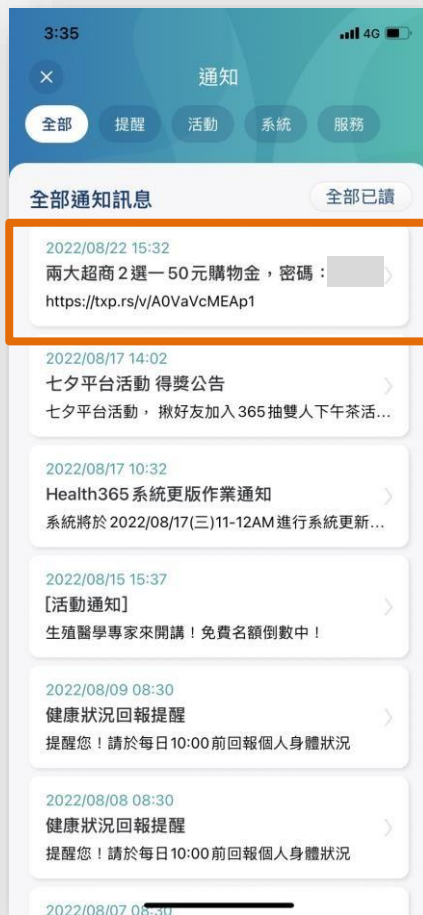 3:35
4G
通知
全部
提醒
活動
系統
服務
全部通知訊息
全部已讀
2022/08/22 15:32
兩大超商2選一50元購物金，密碼：
https://txp.rs/v/A0VaVcMEAp1
2022/08/17 14:02
七夕平台活動 得獎公告
七夕平台活動， 揪好友加入365抽雙人下午茶活...
2022/08/17 10:32
Health365系統更版作業通知
系統將於2022/08/17(三)11-12AM進行系統更新...
2022/08/15 15:37
[活動通知]
生殖醫學專家來開講！免費名額倒數中！
2022/08/09 08:30
健康狀況回報提醒
提醒您！請於每日10:00前回報個人身體狀況
2022/08/08 08:30
健康狀況回報提醒
提醒您！請於每日10:00前回報個人身體狀況
2022/08/07 08:30